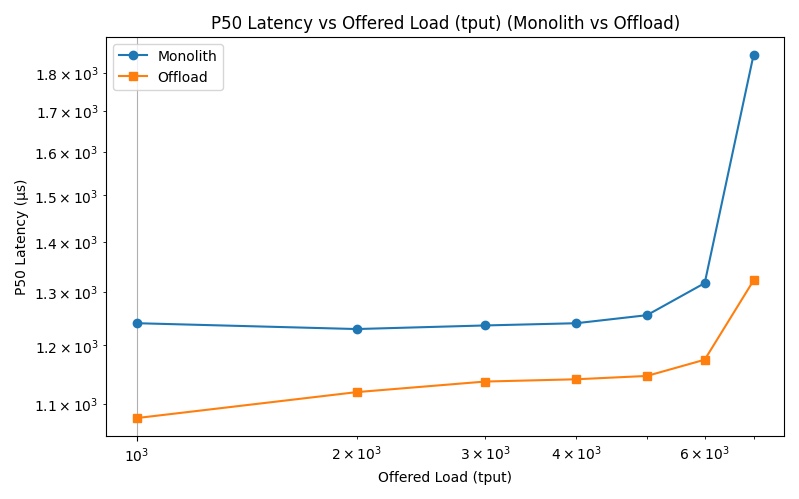 P50 Latency vs Offered Load (tput) (Monolith vs Offload)
Monolith
Offload
1.8 × 10³
1.7 × 10³
1.6 × 10³
1.5 × 10³
1.4 × 10³
1.3 × 10³
1.2 × 10³
1.1 × 10³
P50 Latency (μs)
10³ 2 × 10³ 3 × 10³ 4 × 10³ 6 × 10³
Offered Load (tput)